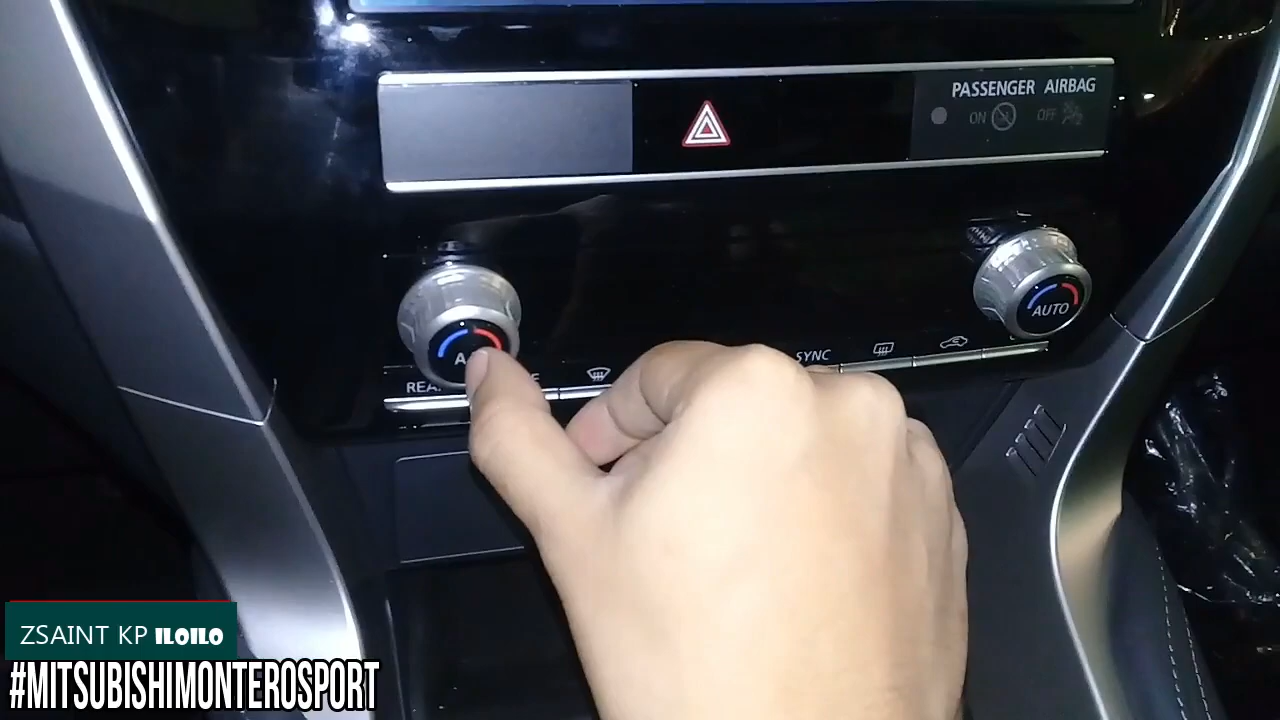 PASSENGER AIRBAG
ON OFF
AUTO
SYNC
ZSAINT KP ILOILO
#MITSUBISHIMONTEROSPORT